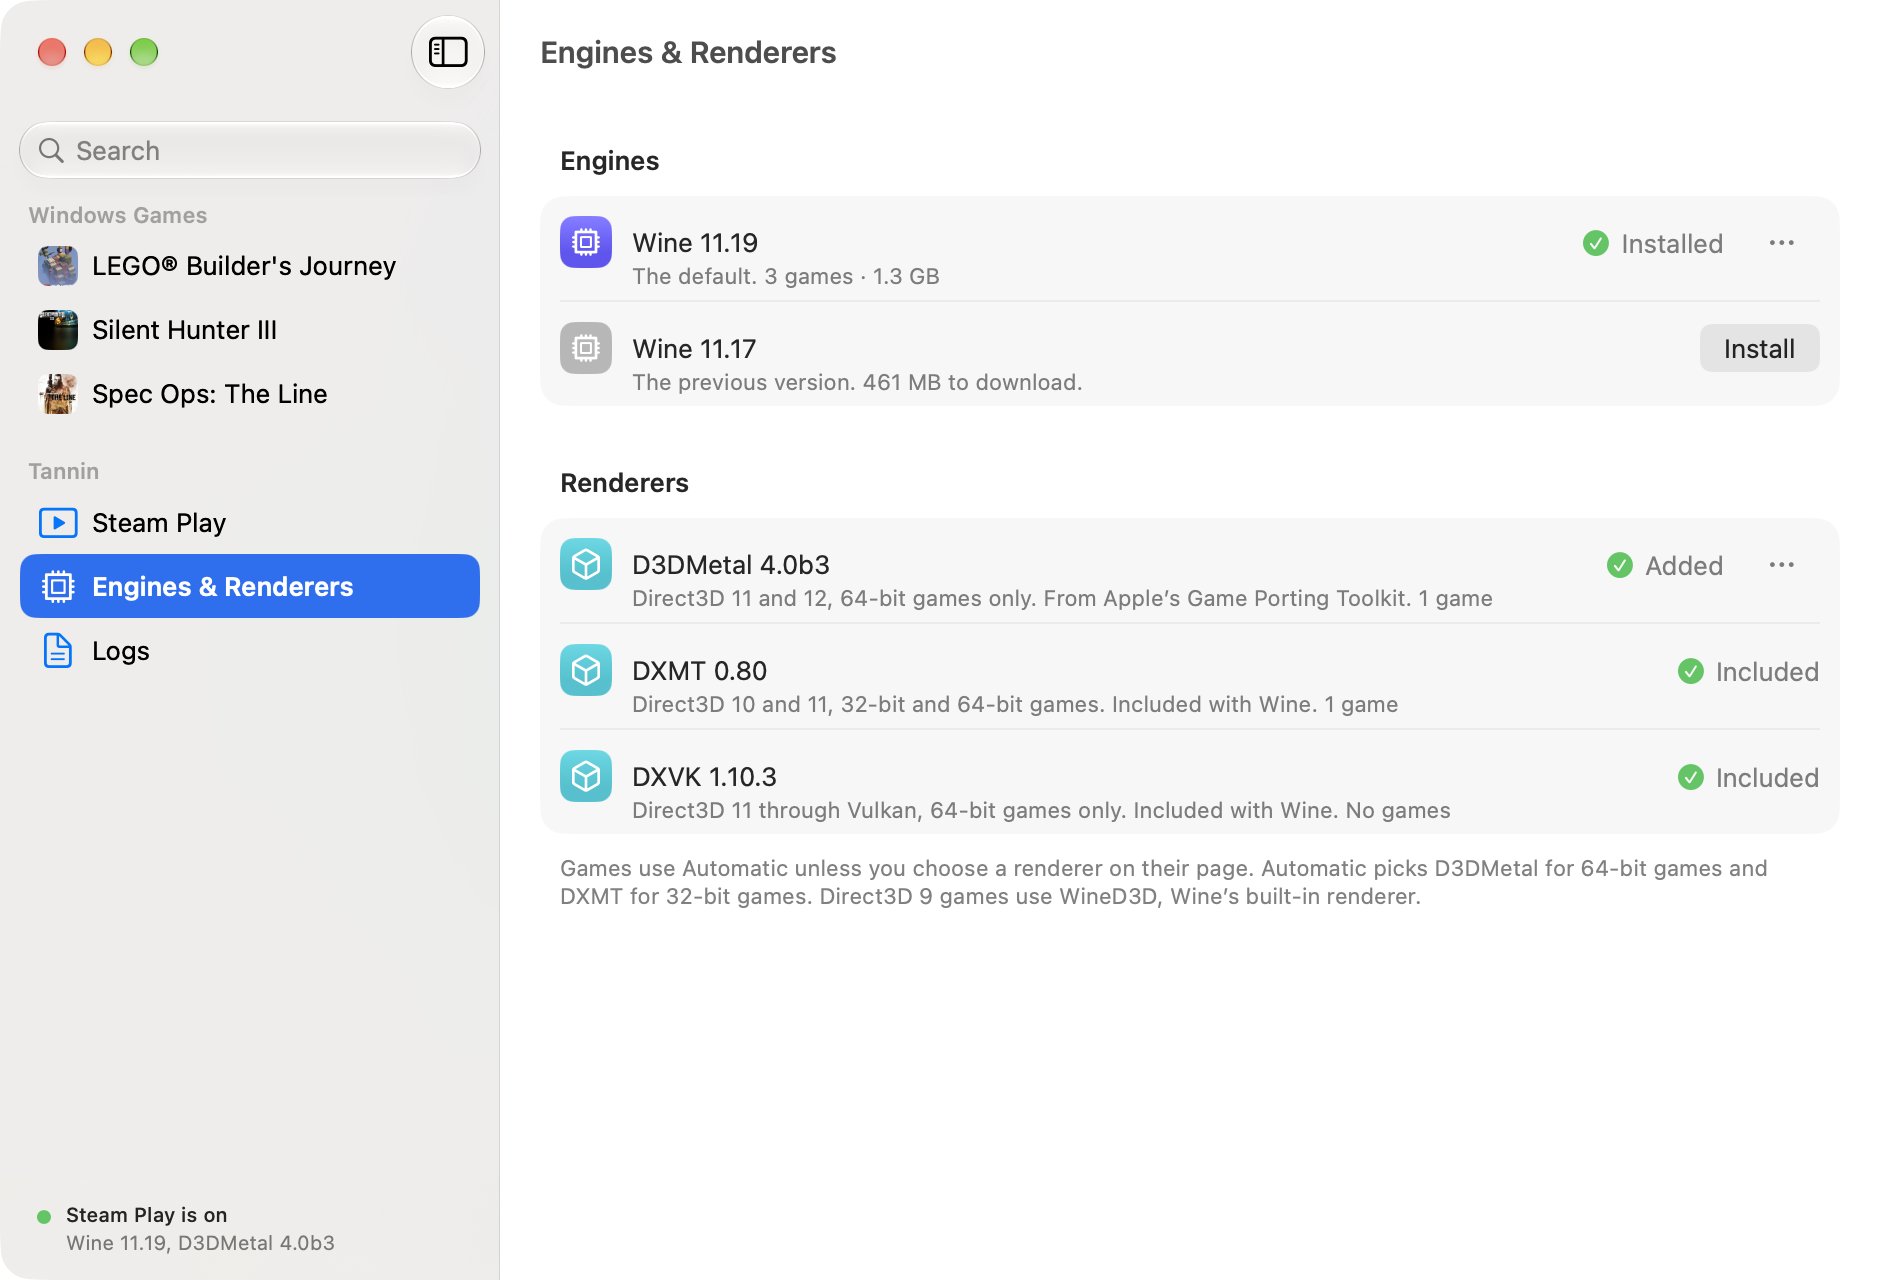 Search
Windows Games
LEGO® Builder's Journey
Silent Hunter III
Spec Ops: The Line
Tannin
Steam Play
Engines & Renderers
Logs
Steam Play is on
Wine 11.19, D3DMetal 4.0b3
Engines & Renderers
Engines
Wine 11.19
Installed
The default. 3 games · 1.3 GB
Wine 11.17
Install
The previous version. 461 MB to download.
Renderers
D3DMetal 4.0b3
Added
Direct3D 11 and 12, 64-bit games only. From Apple’s Game Porting Toolkit. 1 game
DXMT 0.80
Included
Direct3D 10 and 11, 32-bit and 64-bit games. Included with Wine. 1 game
DXVK 1.10.3
Included
Direct3D 11 through Vulkan, 64-bit games only. Included with Wine. No games
Games use Automatic unless you choose a renderer on their page. Automatic picks D3DMetal for 64-bit games and
DXMT for 32-bit games. Direct3D 9 games use WineD3D, Wine’s built-in renderer.